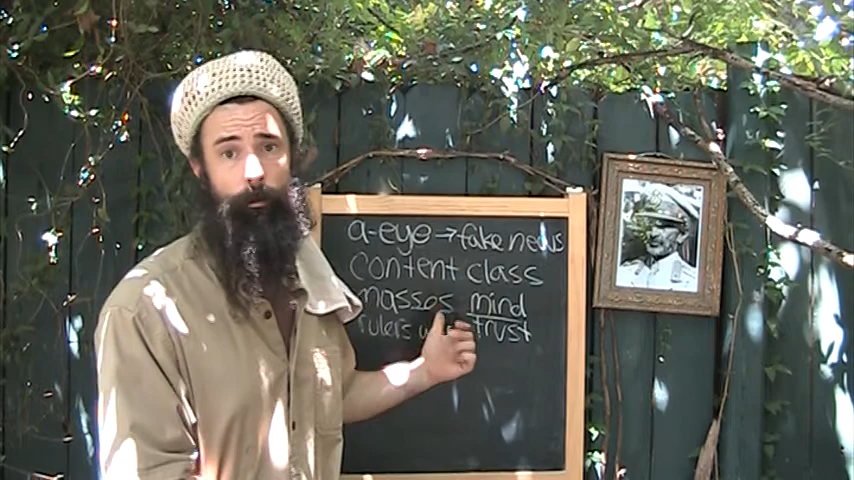 a-eye → fake news
content class
masses mind
rulers trust